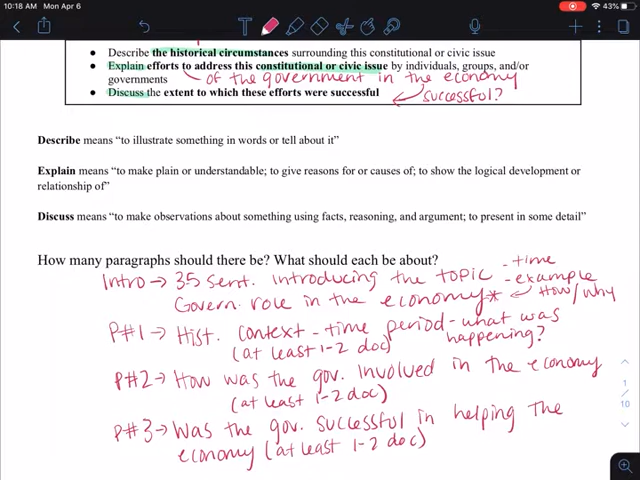 10:18 AM Mon Apr 6
43%
• Describe the historical circumstances surrounding this constitutional or civic issue
• Explain efforts to address this constitutional or civic issue by individuals, groups, and/or
governments
of the government in the economy
• Discuss the extent to which these efforts were successful
successful?
Describe means "to illustrate something in words or tell about it"
Explain means "to make plain or understandable; to give reasons for or causes of; to show the logical development or
relationship of"
Discuss means "to make observations about something using facts, reasoning, and argument; to present in some detail"
How many paragraphs should there be? What should each be about?
- time
Intro → 35 sent. introducing the topic - example
Govern. role in the economy* ← How/why
P#1 → Hist. context - time period - what was
happening?
(at least 1-2 doc)
P#2 → How was the gov. involved in the economy
(at least 1-2 doc)
P#3 → Was the gov. successful in helping the
economy (at least 1-2 doc)
1
/
10